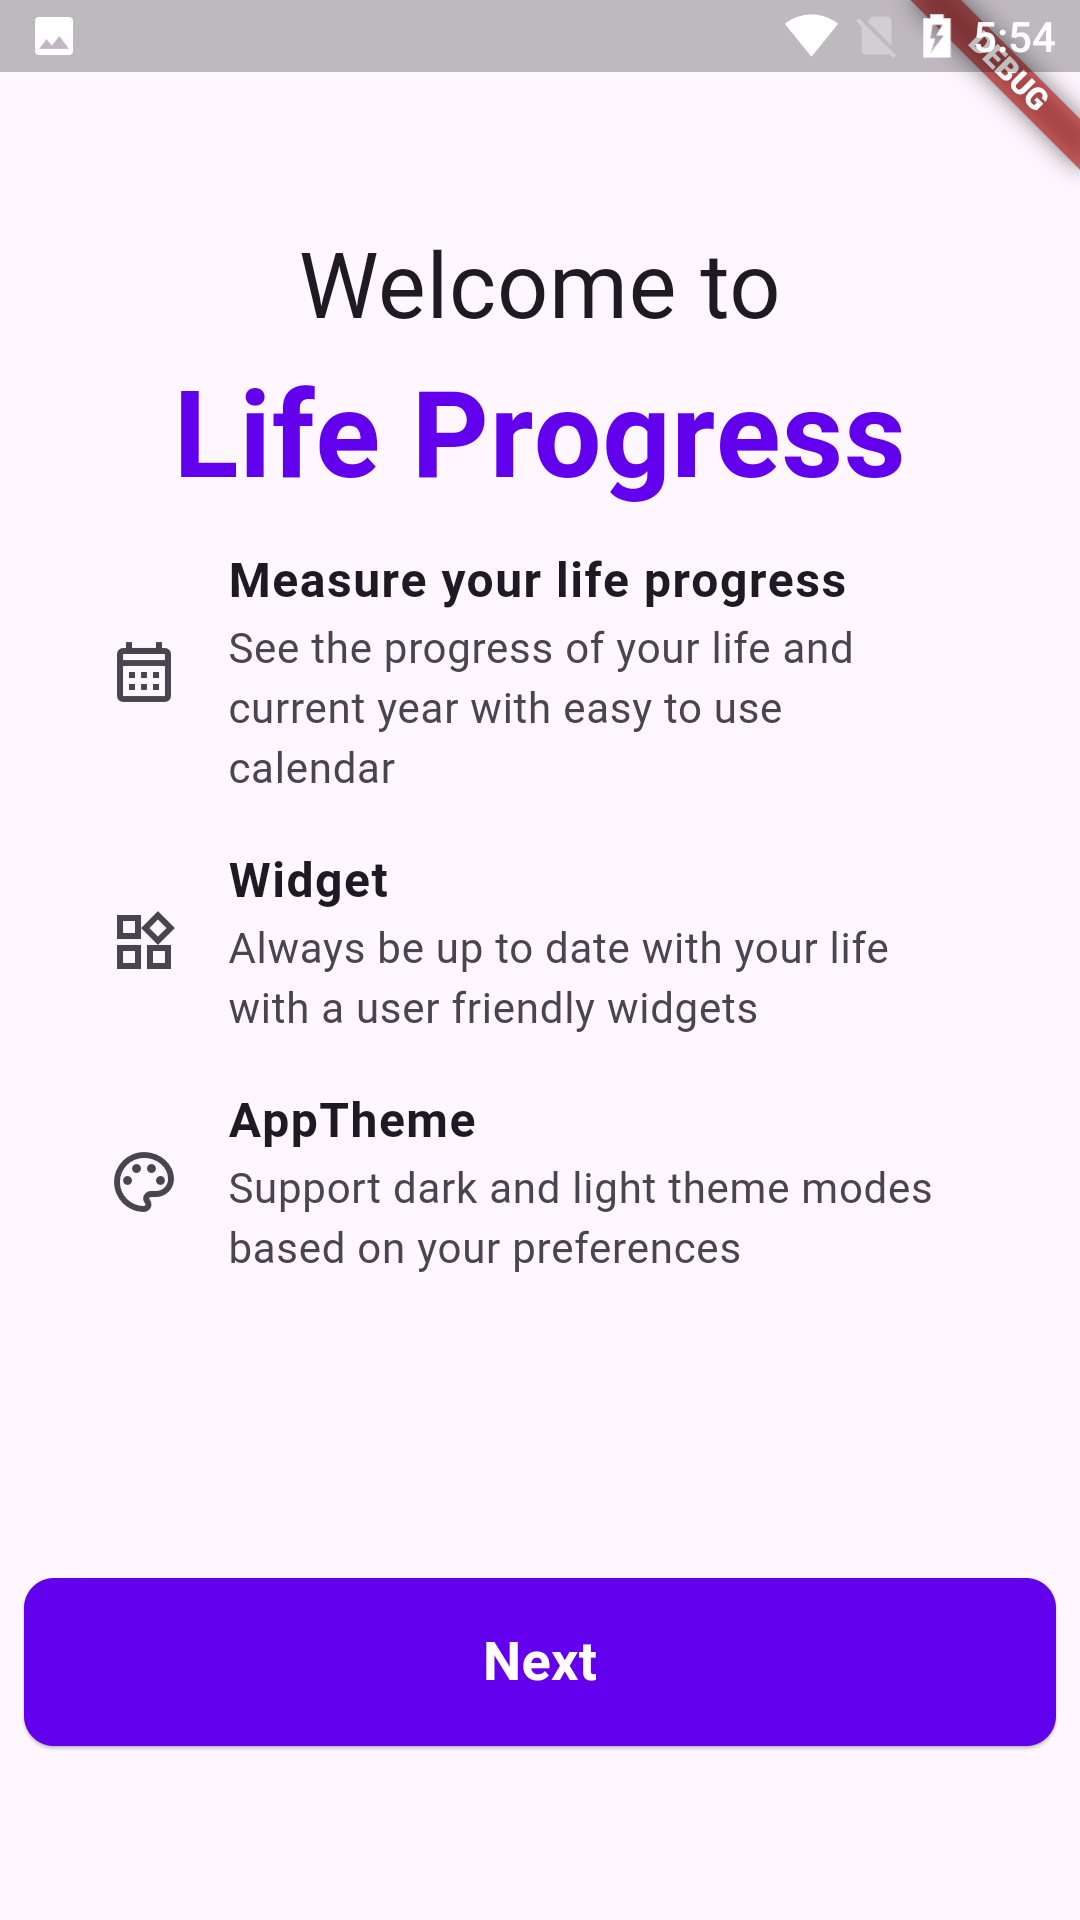 5:54
DEBUG
Welcome to
Life Progress
Measure your life progress
See the progress of your life and
current year with easy to use
calendar
Widget
Always be up to date with your life
with a user friendly widgets
AppTheme
Support dark and light theme modes
based on your preferences
Next